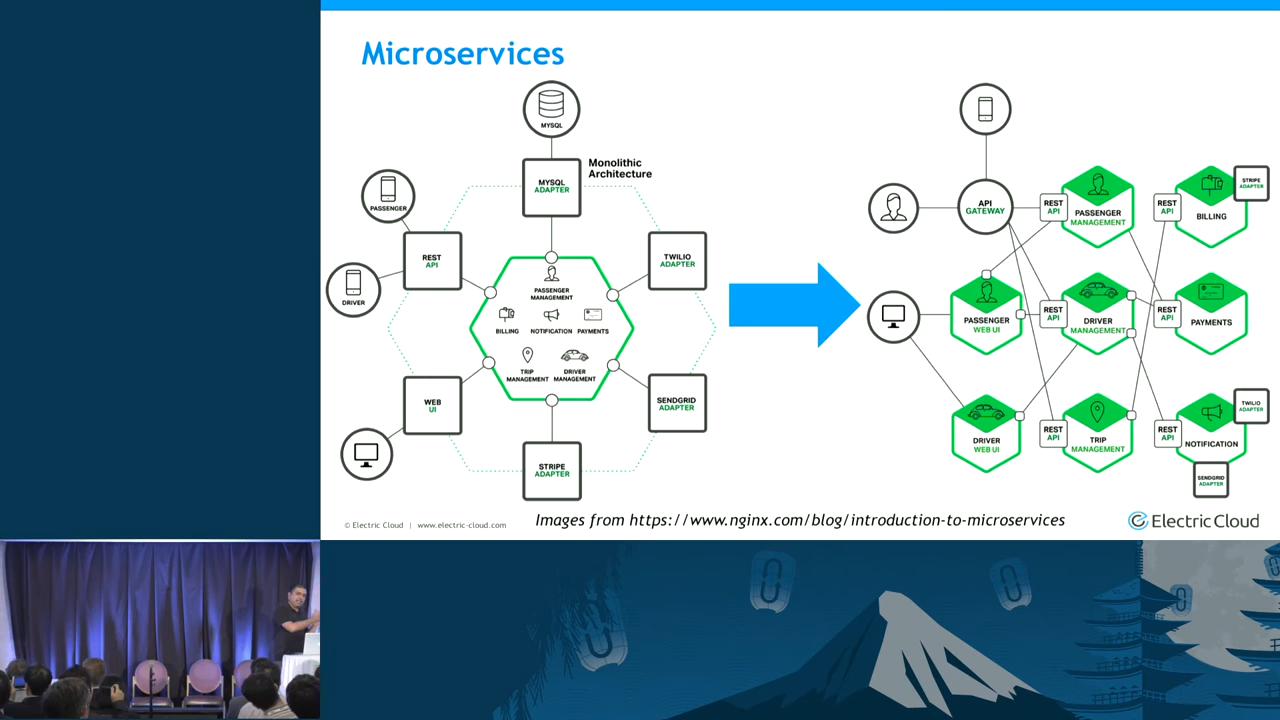 Microservices
MYSQL
Monolithic
Architecture
MYSQL
ADAPTER
PASSENGER
REST
API
TWILIO
ADAPTER
DRIVER
PASSENGER
MANAGEMENT
BILLING
NOTIFICATION
PAYMENTS
TRIP
MANAGEMENT
DRIVER
MANAGEMENT
WEB
UI
SENDGRID
ADAPTER
STRIPE
ADAPTER
API
GATEWAY
REST
API
PASSENGER
MANAGEMENT
REST
API
BILLING
STRIPE
ADAPTER
PASSENGER
WEB UI
REST
API
DRIVER
MANAGEMENT
REST
API
PAYMENTS
DRIVER
WEB UI
REST
API
TRIP
MANAGEMENT
REST
API
NOTIFICATION
TWILIO
ADAPTER
SENDGRID
ADAPTER
© Electric Cloud | www.electric-cloud.com
Images from https://www.nginx.com/blog/introduction-to-microservices
Electric Cloud